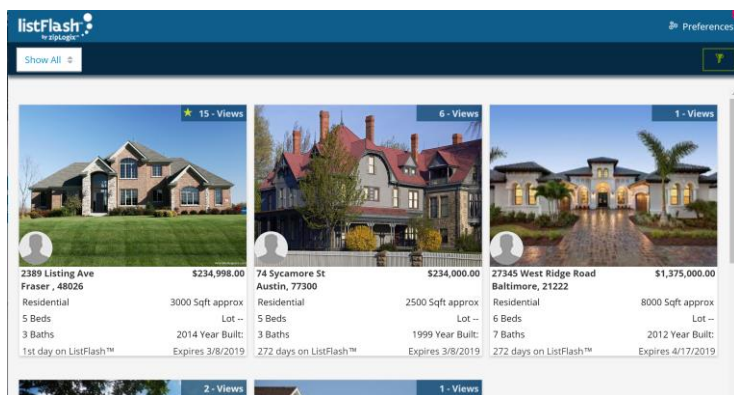 listFlash
by zipLogix™
Preferences
Show All
15 - Views
6 - Views
1 - Views
2389 Listing Ave $234,998.00
Fraser , 48026
Residential 3000 Sqft approx
5 Beds Lot --
3 Baths 2014 Year Built:
1st day on ListFlash™ Expires 3/8/2019
74 Sycamore St $234,000.00
Austin, 77300
Residential 2500 Sqft approx
5 Beds Lot --
3 Baths 1999 Year Built:
272 days on ListFlash™ Expires 3/8/2019
27345 West Ridge Road $1,375,000.00
Baltimore, 21222
Residential 8000 Sqft approx
6 Beds Lot --
7 Baths 2012 Year Built:
272 days on ListFlash™ Expires 4/17/2019
2 - Views
1 - Views